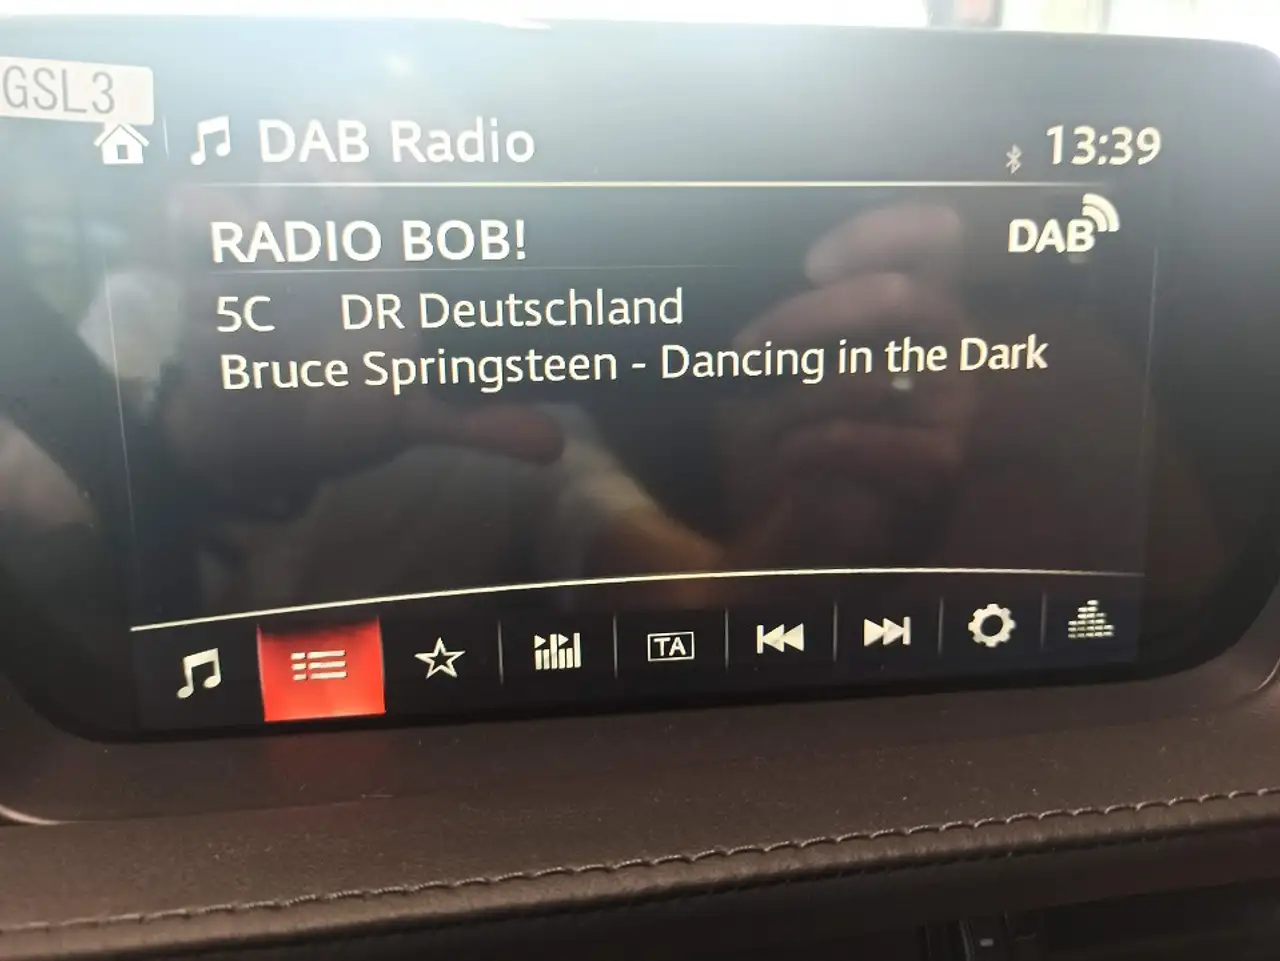 GSL3
DAB Radio
13:39
RADIO BOB!
DAB
5C DR Deutschland
Bruce Springsteen - Dancing in the Dark
TA